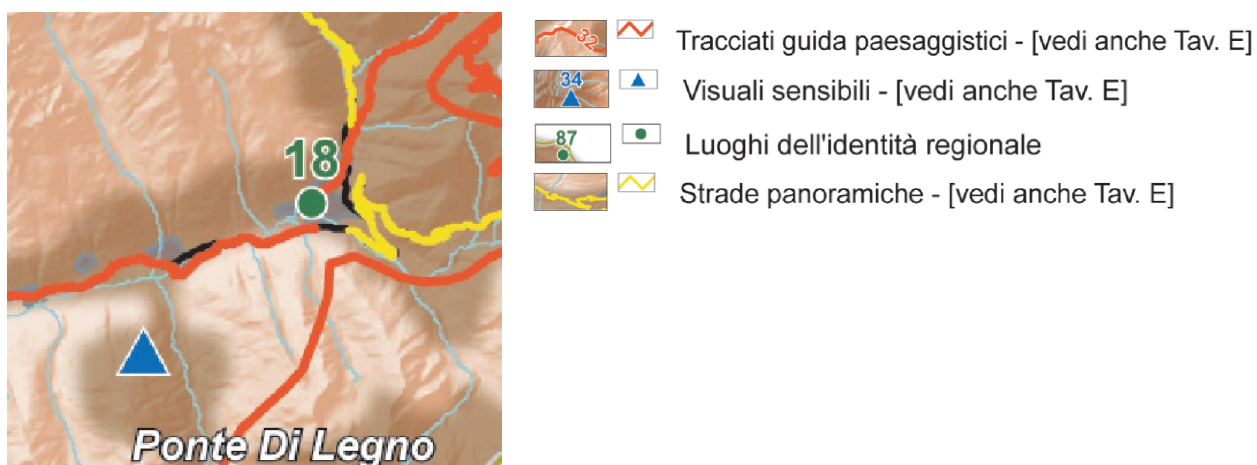 18
Ponte Di Legno
32
Tracciati guida paesaggistici - [vedi anche Tav. E]
34
Visuali sensibili - [vedi anche Tav. E]
87
Luoghi dell'identità regionale
Strade panoramiche - [vedi anche Tav. E]